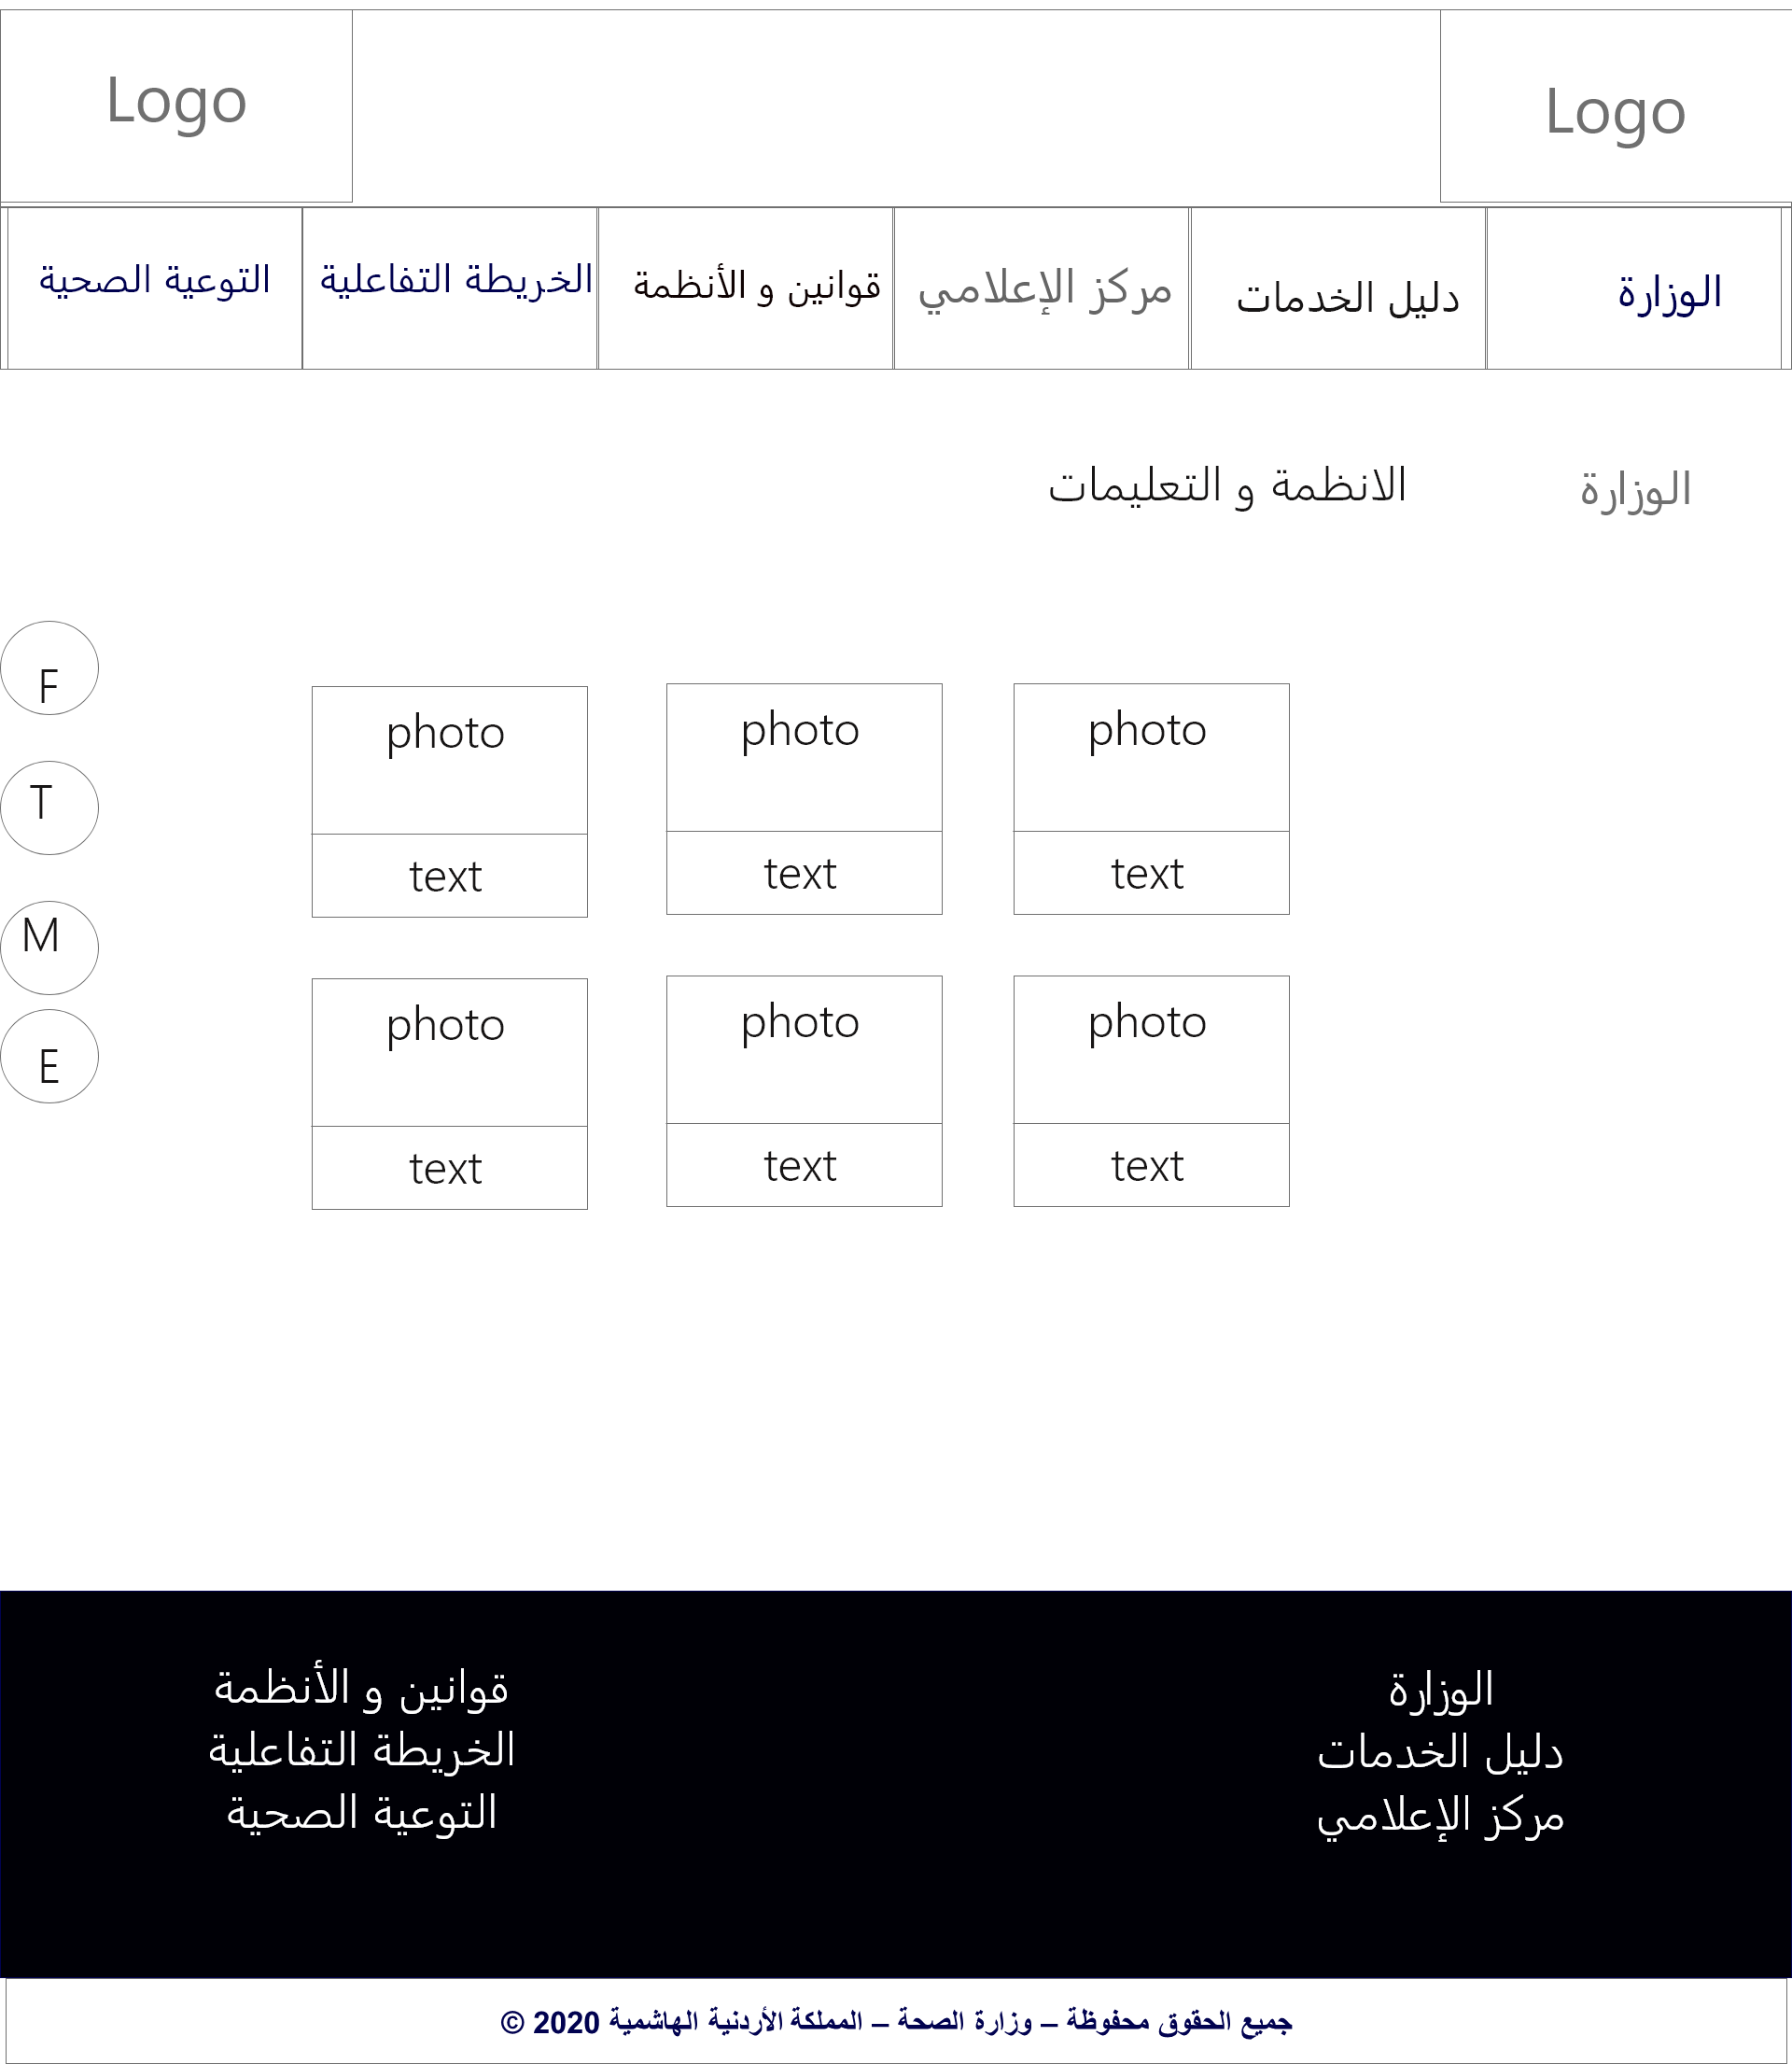 Logo
Logo
الوزارة
دليل الخدمات
مركز الإعلامي
قوانين و الأنظمة
الخريطة التفاعلية
التوعية الصحية
الوزارة
الانظمة و التعليمات
F
T
M
E
photo
photo
photo
text
text
text
photo
photo
photo
text
text
text
الوزارة
دليل الخدمات
مركز الإعلامي
قوانين و الأنظمة
الخريطة التفاعلية
التوعية الصحية
جميع الحقوق محفوظة – وزارة الصحة – المملكة الأردنية الهاشمية 2020 ©